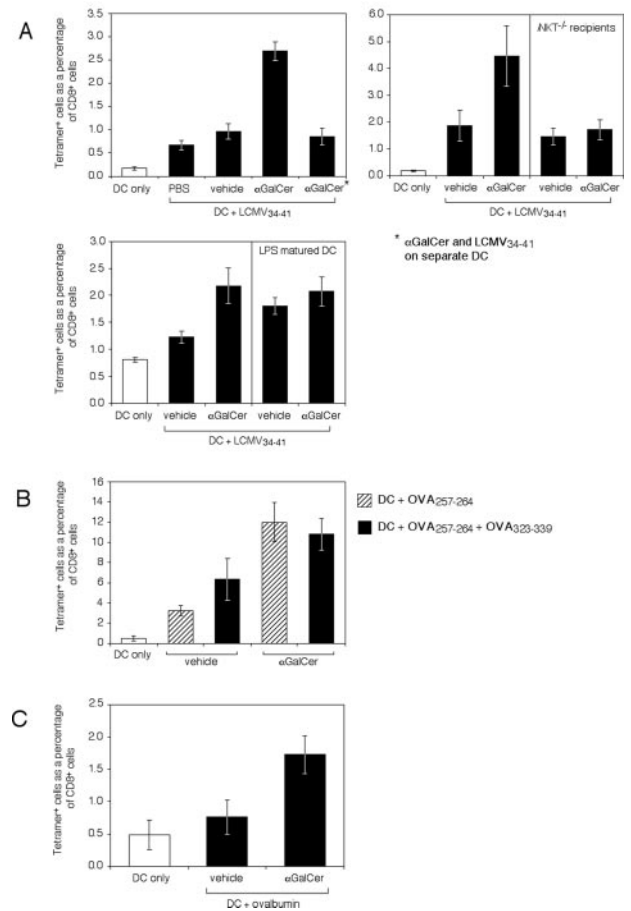 A
Tetramer+ cells as a percentage
of CD8+ cells
3.5
3.0
2.5
2.0
1.5
1.0
0.5
0.0
DC only
PBS
vehicle
αGalCer
αGalCer*
DC + LCMV34-41
iNKT-/- recipients
6.0
5.0
4.0
3.0
2.0
1.0
0.0
DC only
vehicle
αGalCer
vehicle
αGalCer
DC + LCMV34-41
* αGalCer and LCMV34-41
on separate DC
Tetramer+ cells as a percentage
of CD8+ cells
LPS matured DC
3.0
2.5
2.0
1.5
1.0
0.5
0.0
DC only
vehicle
αGalCer
vehicle
αGalCer
DC + LCMV34-41
B
Tetramer+ cells as a percentage
of CD8+ cells
16
14
12
10
8
6
4
2
0
DC only
vehicle
αGalCer
DC + OVA257-264
DC + OVA257-264 + OVA323-339
C
Tetramer+ cells as a percentage
of CD8+ cells
2.5
2.0
1.5
1.0
0.5
0.0
DC only
vehicle
αGalCer
DC + ovalbumin